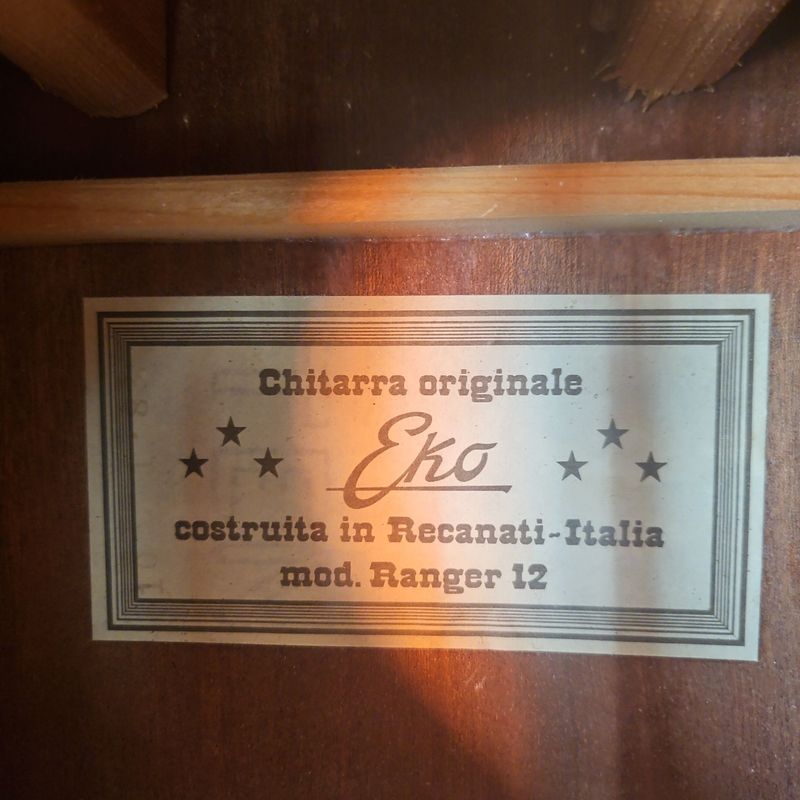 Chitarra originale
Eko
costruita in Recanati-Italia
mod. Ranger 12